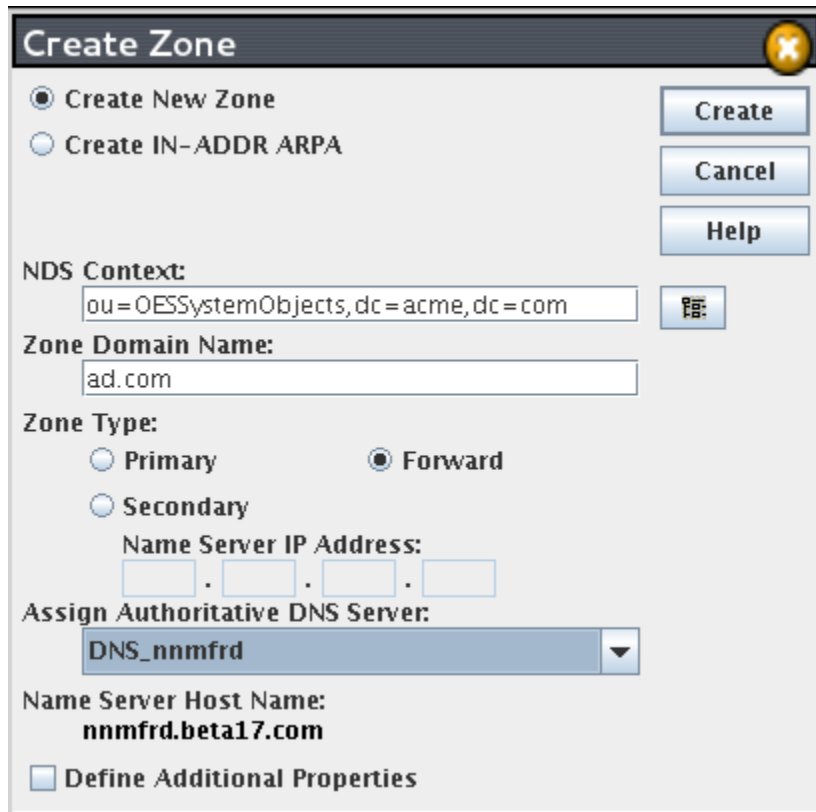 Create Zone
Create New Zone
Create
Create IN-ADDR ARPA
Cancel
Help
NDS Context:
ou=OESSystemObjects,dc=acme,dc=com
Zone Domain Name:
ad.com
Zone Type:
Primary
Forward
Secondary
Name Server IP Address:
. . .
Assign Authoritative DNS Server:
DNS_nnmfrd
Name Server Host Name:
nnmfrd.beta17.com
Define Additional Properties